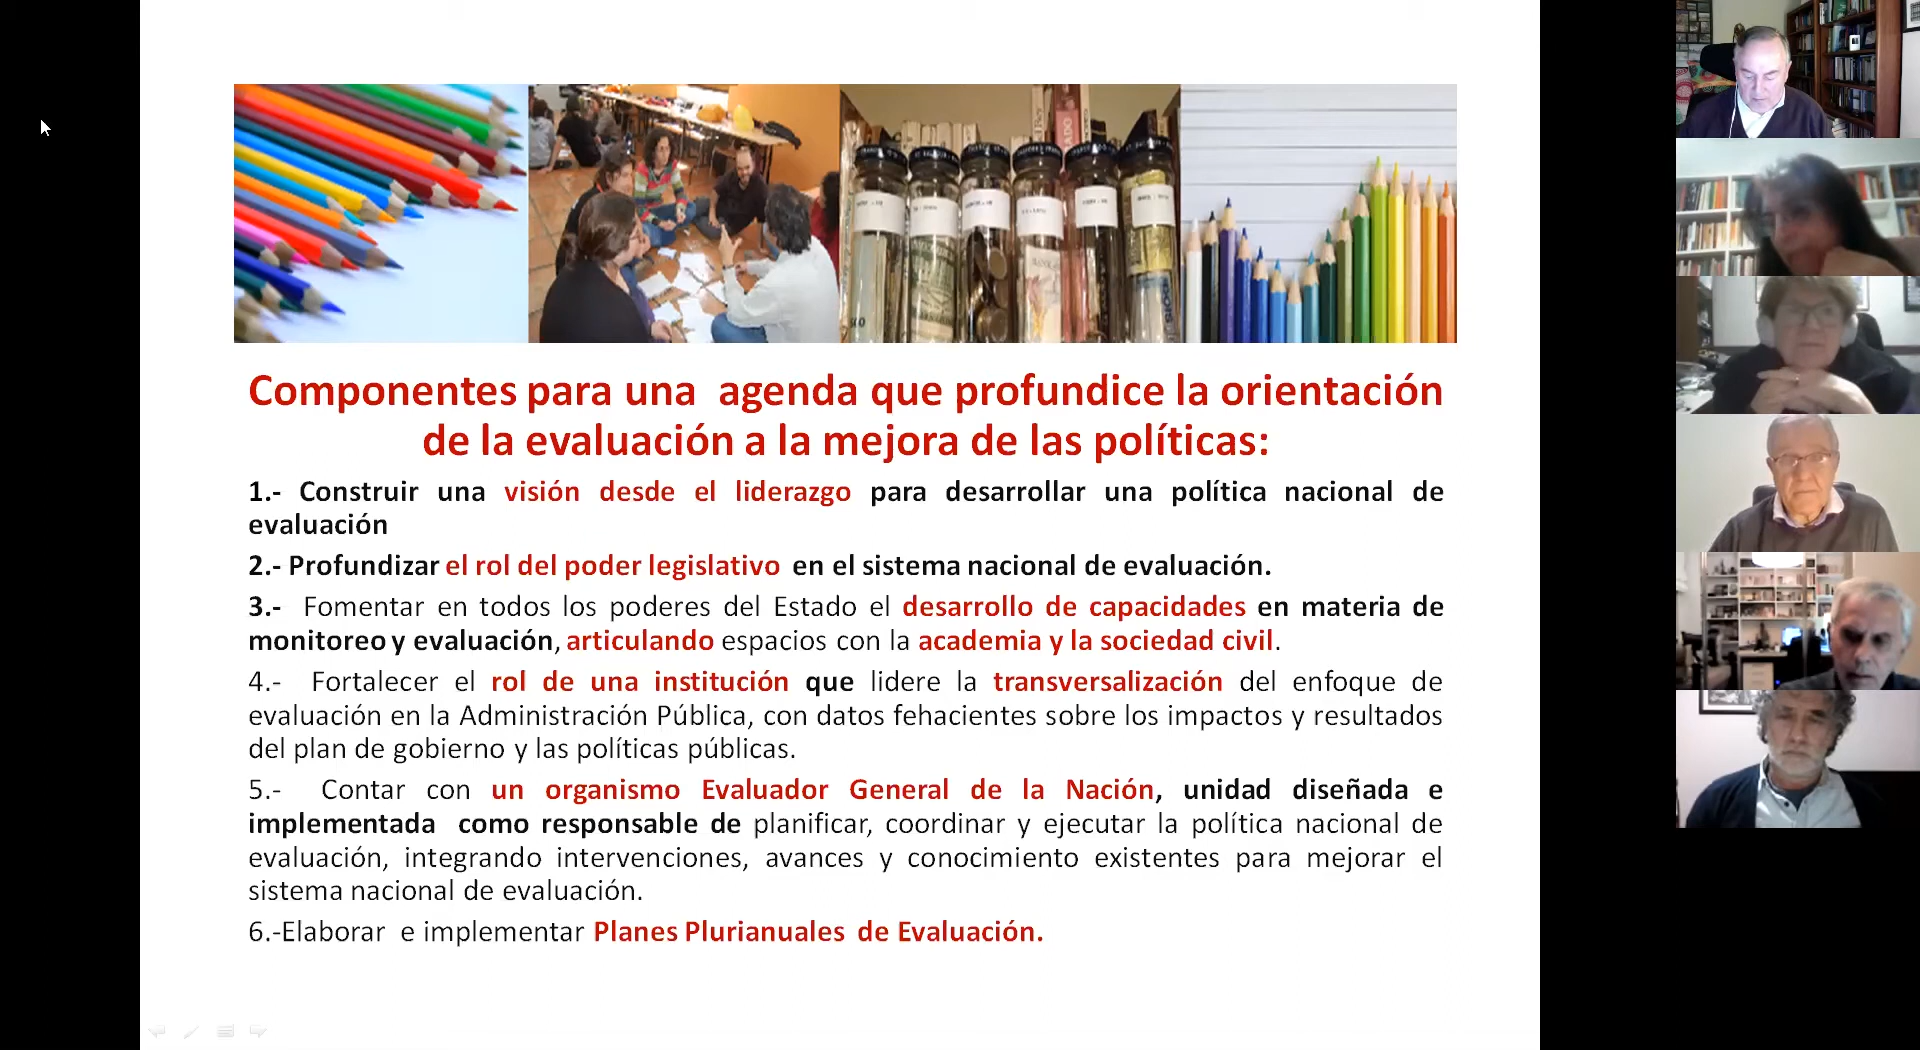 Componentes para una agenda que profundice la orientación
de la evaluación a la mejora de las políticas:
1.- Construir una visión desde el liderazgo para desarrollar una política nacional de
evaluación
2.- Profundizar el rol del poder legislativo en el sistema nacional de evaluación.
3.- Fomentar en todos los poderes del Estado el desarrollo de capacidades en materia de
monitoreo y evaluación, articulando espacios con la academia y la sociedad civil.
4.- Fortalecer el rol de una institución que lidere la transversalización del enfoque de
evaluación en la Administración Pública, con datos fehacientes sobre los impactos y resultados
del plan de gobierno y las políticas públicas.
5.- Contar con un organismo Evaluador General de la Nación, unidad diseñada e
implementada como responsable de planificar, coordinar y ejecutar la política nacional de
evaluación, integrando intervenciones, avances y conocimiento existentes para mejorar el
sistema nacional de evaluación.
6.-Elaborar e implementar Planes Plurianuales de Evaluación.